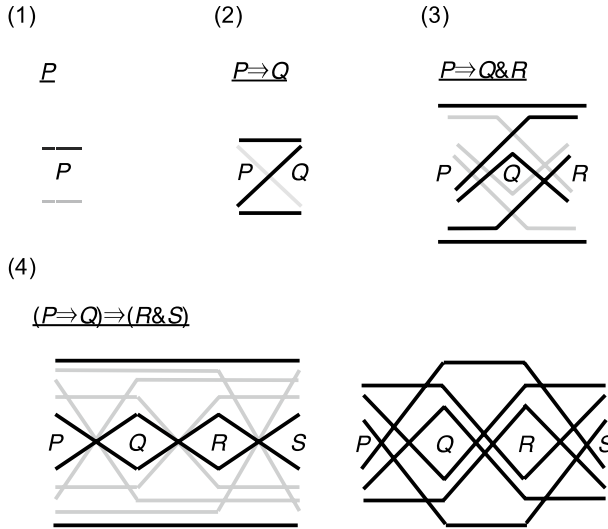 (1)
P
P
(2)
P⇒Q
P Q
(3)
P⇒Q&R
P Q R
(4)
(P⇒Q)⇒(R&S)
P Q R S
P Q R S